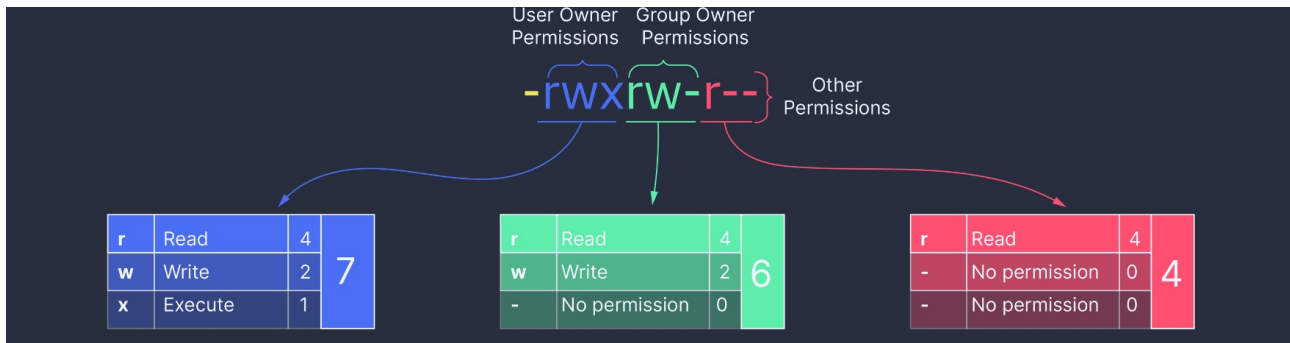 User Owner Group Owner
Permissions Permissions
-rwxrw-r--
Other
Permissions
r Read 4
w Write 2
x Execute 1
7
r Read 4
w Write 2
- No permission 0
6
r Read 4
- No permission 0
- No permission 0
4